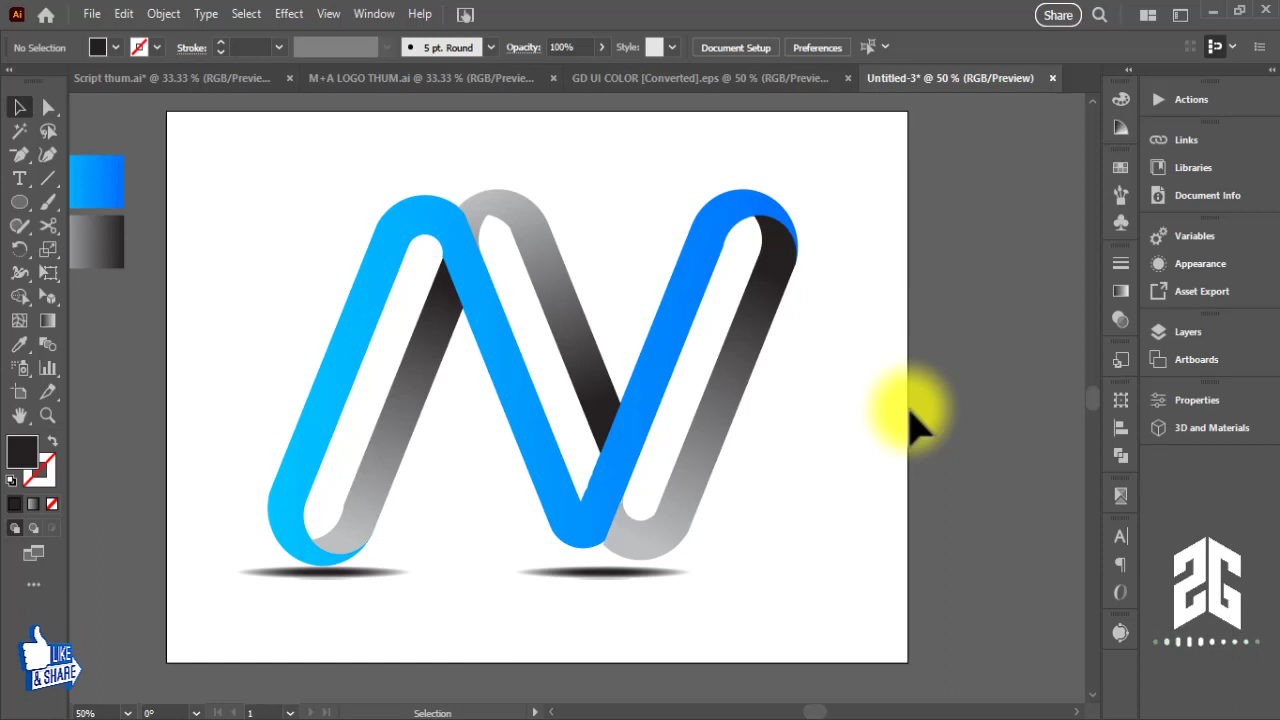 Ai File Edit Object Type Select Effect View Window Help Share
No Selection Stroke: 5 pt. Round Opacity: 100% Style: Document Setup Preferences
Script thum.ai* @ 33.33 % (RGB/Previe... M+A LOGO THUM.ai @ 33.33 % (RGB/Previe... GD UI COLOR [Converted].eps @ 50 % (RGB/Previe... Untitled-3* @ 50 % (RGB/Preview)
Actions
Links
Libraries
Document Info
Variables
Appearance
Asset Export
Layers
Artboards
Properties
3D and Materials
SG
LIKE
& SHARE
50% 0° 1 Selection